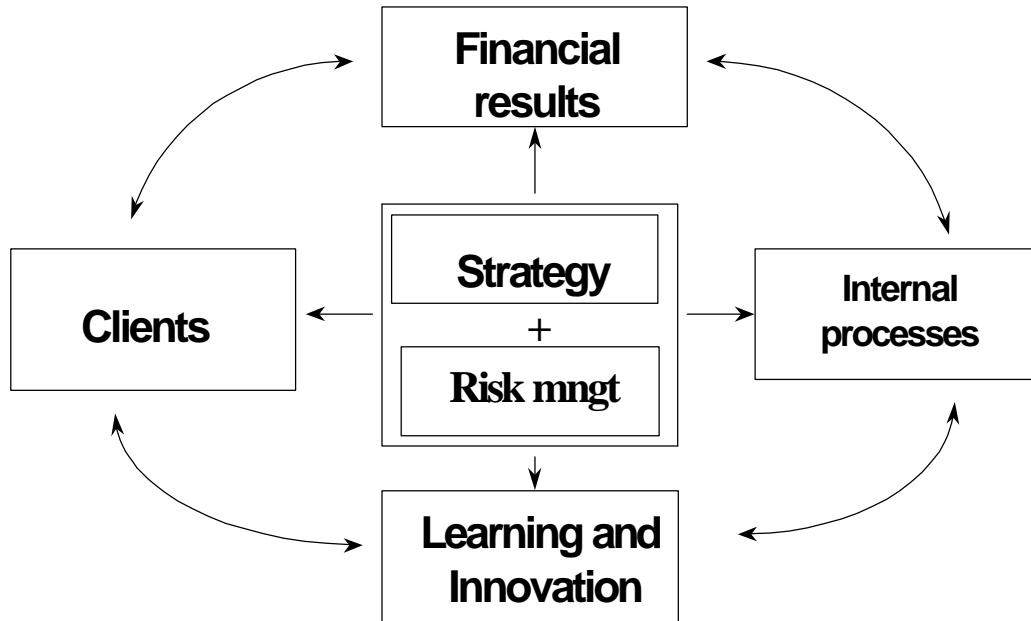 Financial
results
Strategy
Clients
+
Internal
processes
Risk mngt
Learning and
Innovation